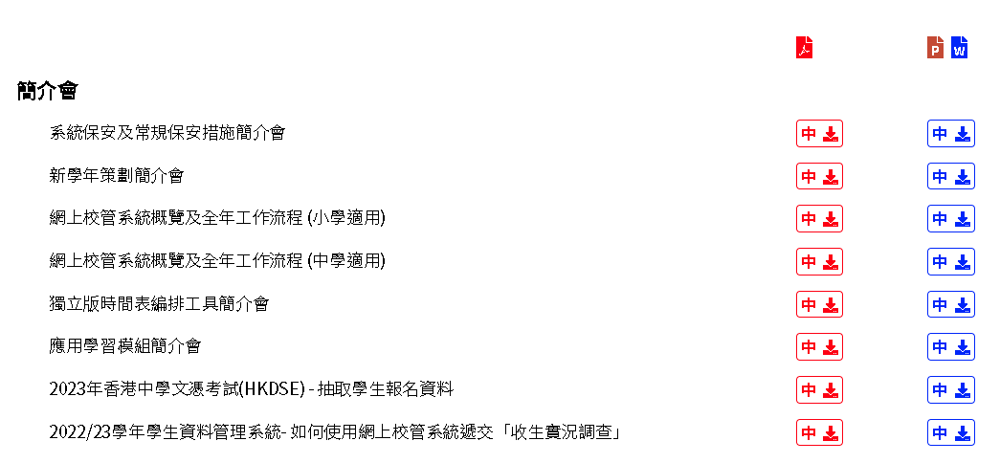 P W
簡介會
系統保安及常規保安措施簡介會 中 中
新學年策劃簡介會 中 中
網上校管系統概覽及全年工作流程 (小學適用) 中 中
網上校管系統概覽及全年工作流程 (中學適用) 中 中
獨立版時間表編排工具簡介會 中 中
應用學習模組簡介會 中 中
2023年香港中學文憑考試(HKDSE) - 抽取學生報名資料 中 中
2022/23學年學生資料管理系統- 如何使用網上校管系統遞交「收生實況調查」 中 中